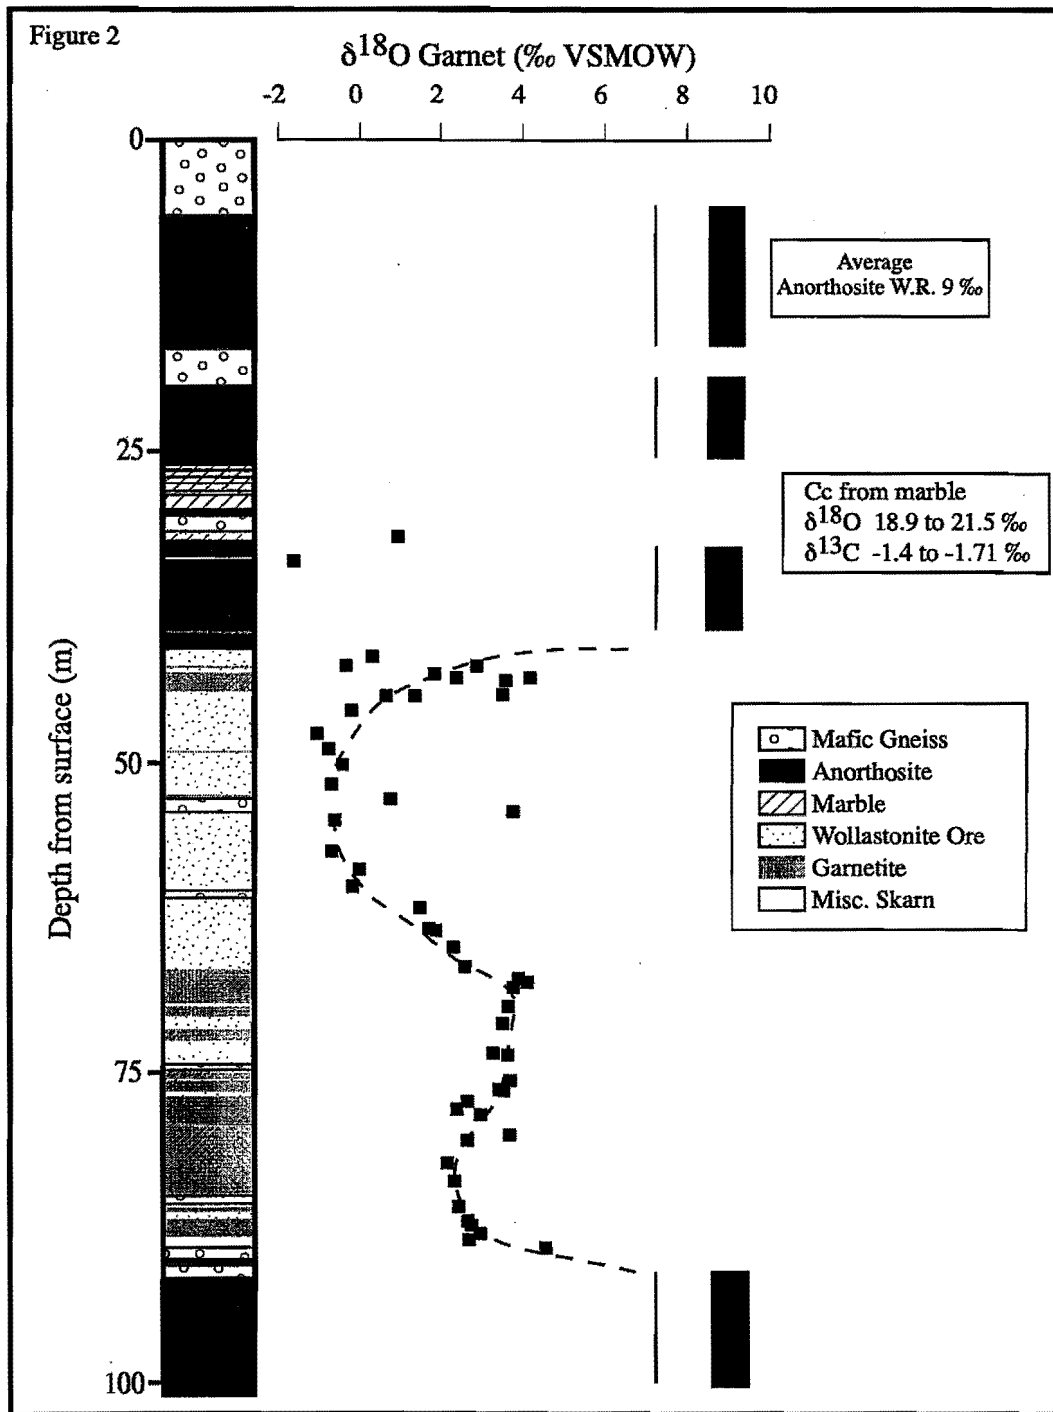 Figure 2
δ18O Garnet (‰ VSMOW)
-2 0 2 4 6 8 10
0
25
50
75
100
Depth from surface (m)
Average
Anorthosite W.R. 9 ‰
Cc from marble
δ18O 18.9 to 21.5 ‰
δ13C -1.4 to -1.71 ‰
Mafic Gneiss
Anorthosite
Marble
Wollastonite Ore
Garnetite
Misc. Skarn